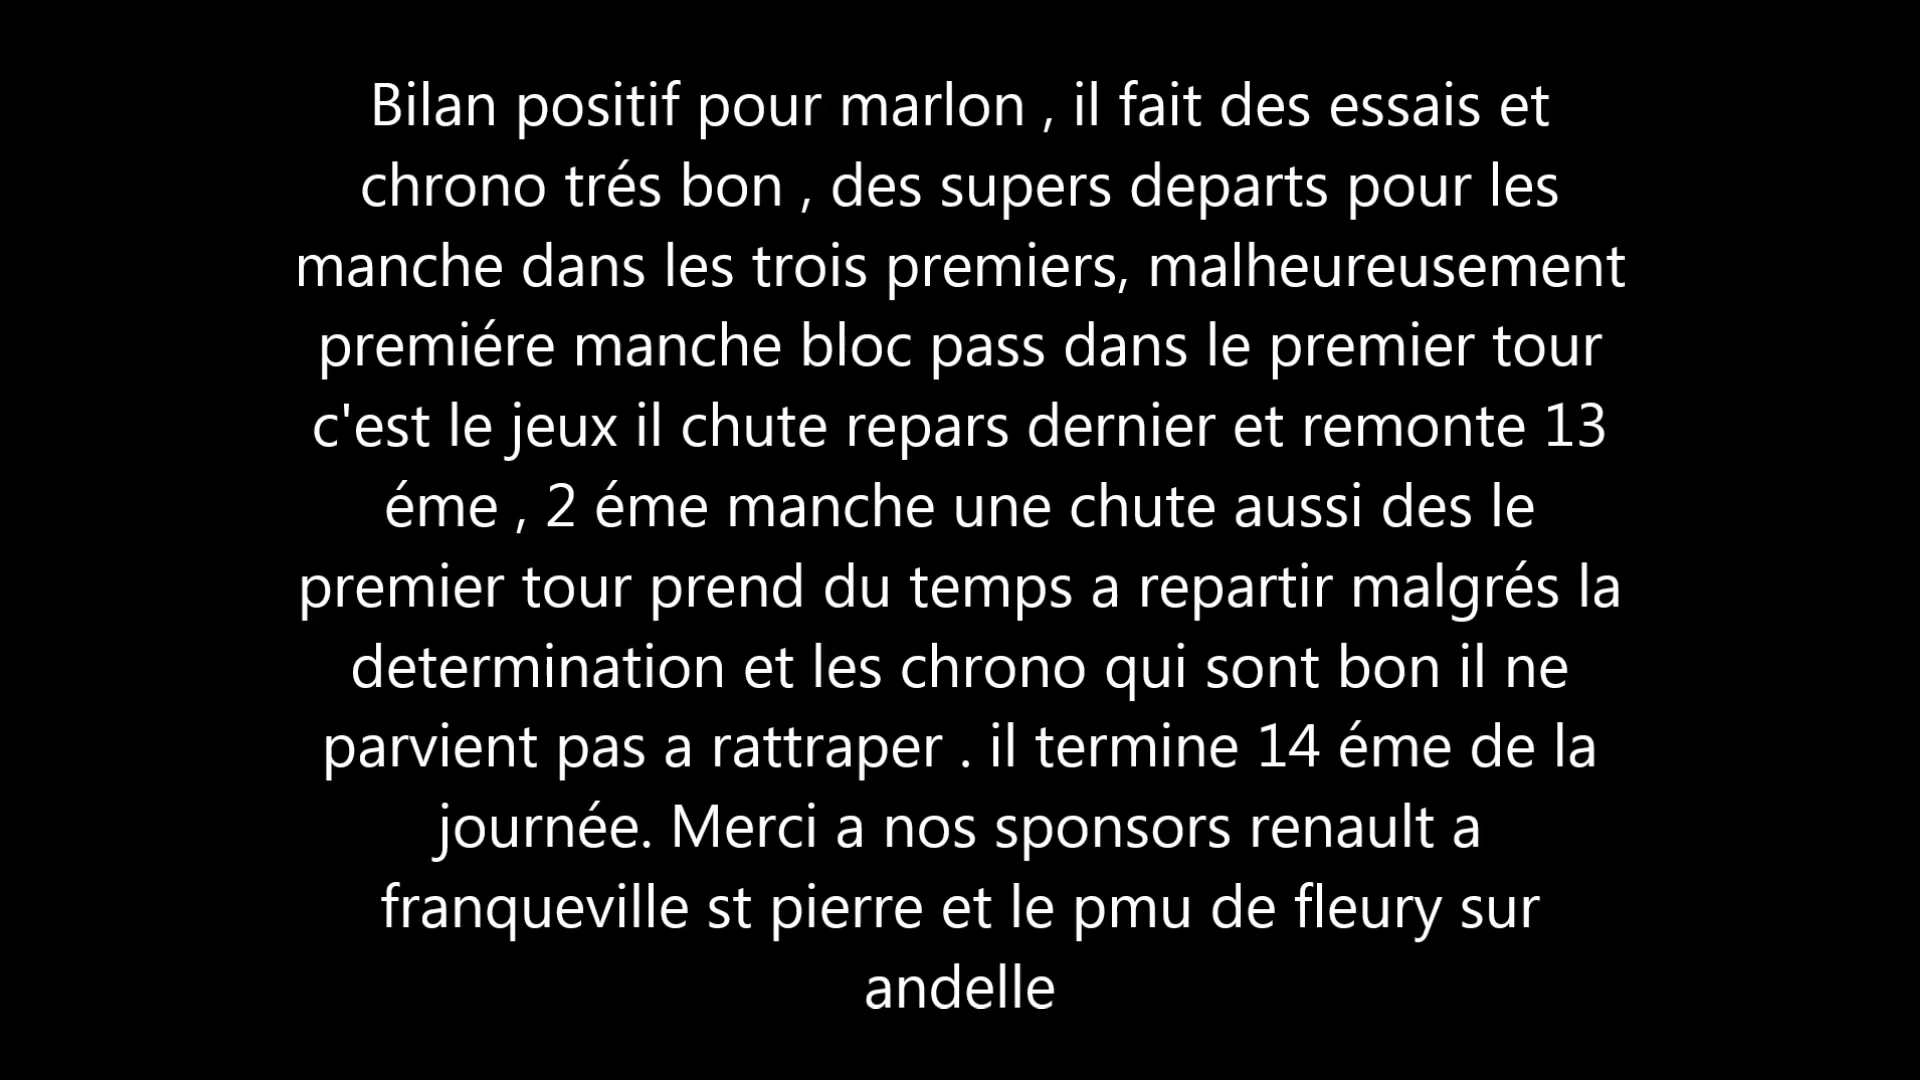 Bilan positif pour marlon , il fait des essais et
chrono trés bon , des supers departs pour les
manche dans les trois premiers, malheureusement
premiére manche bloc pass dans le premier tour
c'est le jeux il chute repars dernier et remonte 13
éme , 2 éme manche une chute aussi des le
premier tour prend du temps a repartir malgrés la
determination et les chrono qui sont bon il ne
parvient pas a rattraper . il termine 14 éme de la
journée. Merci a nos sponsors renault a
franqueville st pierre et le pmu de fleury sur
andelle